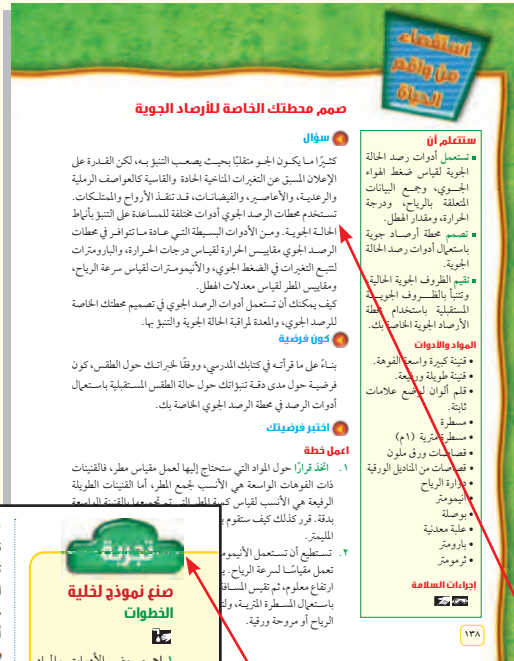 استقصاء
من واقع
الحياة
صمم محطتك الخاصة للأرصاد الجوية
ستتعلم أن
تستعمل أدوات رصد الحالة
الجوية لقياس ضغط الهواء
الجــوي، وجمـع البيانات
المتعلقة بالرياح، ودرجة
الحرارة، ومقدار الهطل.
تصمم محطة أرصــاد جوية
باستعمال أدوات رصد الحالة
الجوية.
تقيم الظروف الجوية الحالية
وتتنبأ بالظـــروف الجويـــة
المستقبلية باستخدام محطة
الأرصاد الجوية الخاصة بك.
المواد والأدوات
• قنينة كبيرة واسعة الفوهة.
• قنينة طويلة ورفيعة.
• قلم ألوان لوضع علامات
ثابتة.
• مسطرة
• مسطرة مترية (١م)
• قصاصات ورق ملون
• قصاصات من المناديل الورقية
• دوارة الرياح
• أنيمومتر
• بوصلة
• علبة معدنية
• بارومتر
• ثرمومتر
إجراءات السلامة
سؤال
كثيرًا ما يكون الجو متقلبًا بحيث يصعب التنبؤ به، لكن القدرة على
الإعلان المسبق عن التغيرات المناخية الحادة والقاسية كالعواصف الرملية
والرعدية، والأعاصير، والفيضانات، قد تنقذ الأرواح والممتلكات.
تستخدم محطات الرصد الجوي أدوات مختلفة للمساعدة على التنبؤ بأنماط
الحالة الجوية. ومن الأدوات البسيطة التي عادة ما تتوافر في محطات
الرصد الجوي مقاييس الحرارة لقياس درجات الحرارة، والبارومترات
لتتبع التغيرات في الضغط الجوي، والأنيمومترات لقياس سرعة الرياح،
ومقاييس المطر لقياس معدلات الهطل.
كيف يمكنك أن تستعمل أدوات الرصد الجوي في تصميم محطتك الخاصة
للرصد الجوي، والمعدة لمراقبة الحالة الجوية والتنبؤ بها.
كون فرضية
بناءً على ما قرأته في كتابك المدرسي، ووفقًا لخبراتك حول الطقس، كون
فرضية حول مدى دقة تنبؤاتك حول حالة الطقس المستقبلية باستعمال
أدوات الرصد في محطة الرصد الجوي الخاصة بك.
اختبر فرضيتك
اعمل خطة
١. اتخذ قرارًا حول المواد التي ستحتاج إليها لعمل مقياس مطر، فالقنينات
ذات الفوهات الواسعة هي الأنسب لجمع المطر، أما القنينات الطويلة
الرفيعة هي الأنسب لقياس كمية المطر التي تم تجميعها بالقنينة الواسعة
بدقة. قرر كذلك كيف ستقوم
المليمتر.
٢. تستطيع أن تستعمل الأنيمو
تعمل مقياسًا لسرعة الرياح.
ارتفاع معلوم، ثم تقيس المسافة
باستعمال المسطرة المترية،
الرياح أو مروحة ورقية.
١٣٨
تجربة
صنع نموذج لخلية
الخطوات